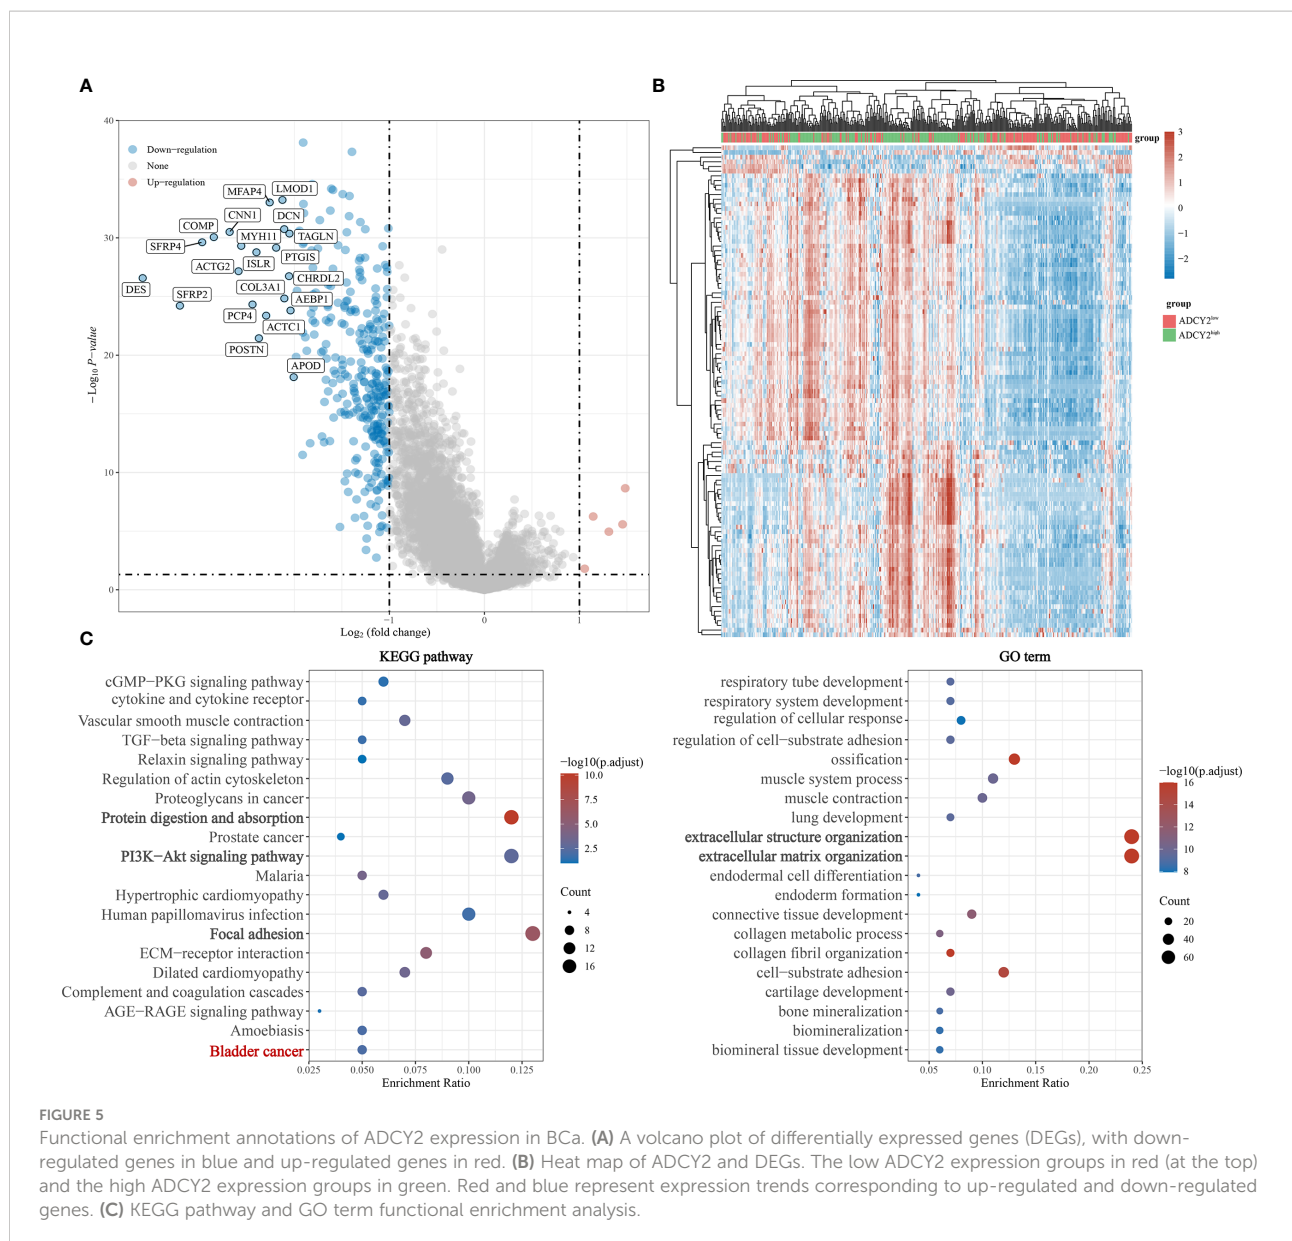 A
40
30
20
10
0
−Log10 P−value
Down−regulation
None
Up−regulation
MFAP4
LMOD1
CNN1
DCN
COMP
MYH11
TAGLN
SFRP4
ISLR
PTGIS
ACTG2
CHRDL2
DES
COL3A1
SFRP2
AEBP1
PCP4
ACTC1
POSTN
APOD
−1
0
1
Log2 (fold change)
B
group
3
2
1
0
−1
−2
group
ADCY2low
ADCY2high
C
KEGG pathway
cGMP−PKG signaling pathway
cytokine and cytokine receptor
Vascular smooth muscle contraction
TGF−beta signaling pathway
Relaxin signaling pathway
Regulation of actin cytoskeleton
Proteoglycans in cancer
Protein digestion and absorption
Prostate cancer
PI3K−Akt signaling pathway
Malaria
Hypertrophic cardiomyopathy
Human papillomavirus infection
Focal adhesion
ECM−receptor interaction
Dilated cardiomyopathy
Complement and coagulation cascades
AGE−RAGE signaling pathway
Amoebiasis
Bladder cancer
0.025 0.050 0.075 0.100 0.125
Enrichment Ratio
−log10(p.adjust)
10.0
7.5
5.0
2.5
Count
4
8
12
16
GO term
respiratory tube development
respiratory system development
regulation of cellular response
regulation of cell−substrate adhesion
ossification
muscle system process
muscle contraction
lung development
extracellular structure organization
extracellular matrix organization
endodermal cell differentiation
endoderm formation
connective tissue development
collagen metabolic process
collagen fibril organization
cell−substrate adhesion
cartilage development
bone mineralization
biomineralization
biomineral tissue development
0.05 0.10 0.15 0.20 0.25
Enrichment Ratio
−log10(p.adjust)
16
14
12
10
8
Count
20
40
60
FIGURE 5
Functional enrichment annotations of ADCY2 expression in BCa. (A) A volcano plot of differentially expressed genes (DEGs), with down-
regulated genes in blue and up-regulated genes in red. (B) Heat map of ADCY2 and DEGs. The low ADCY2 expression groups in red (at the top)
and the high ADCY2 expression groups in green. Red and blue represent expression trends corresponding to up-regulated and down-regulated
genes. (C) KEGG pathway and GO term functional enrichment analysis.